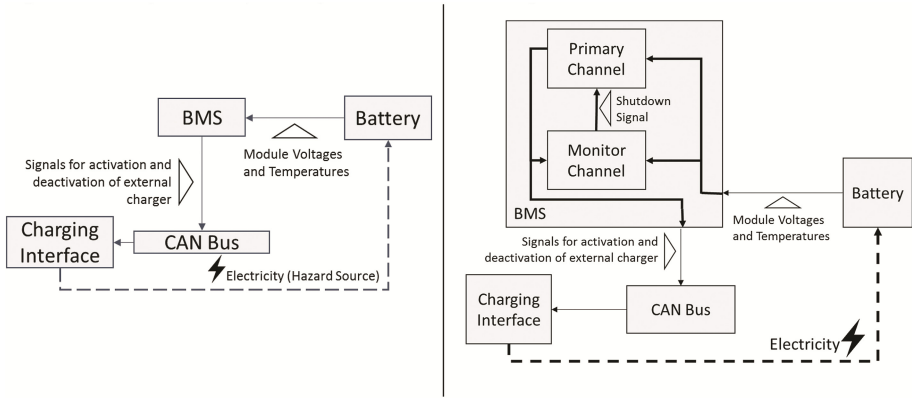 BMS
Battery
Module Voltages
and Temperatures
Signals for activation and
deactivation of external
charger
Charging
Interface
CAN Bus
Electricity (Hazard Source)
Primary
Channel
Shutdown
Signal
Monitor
Channel
BMS
Battery
Module Voltages
and Temperatures
Signals for activation and
deactivation of external charger
Charging
Interface
CAN Bus
Electricity